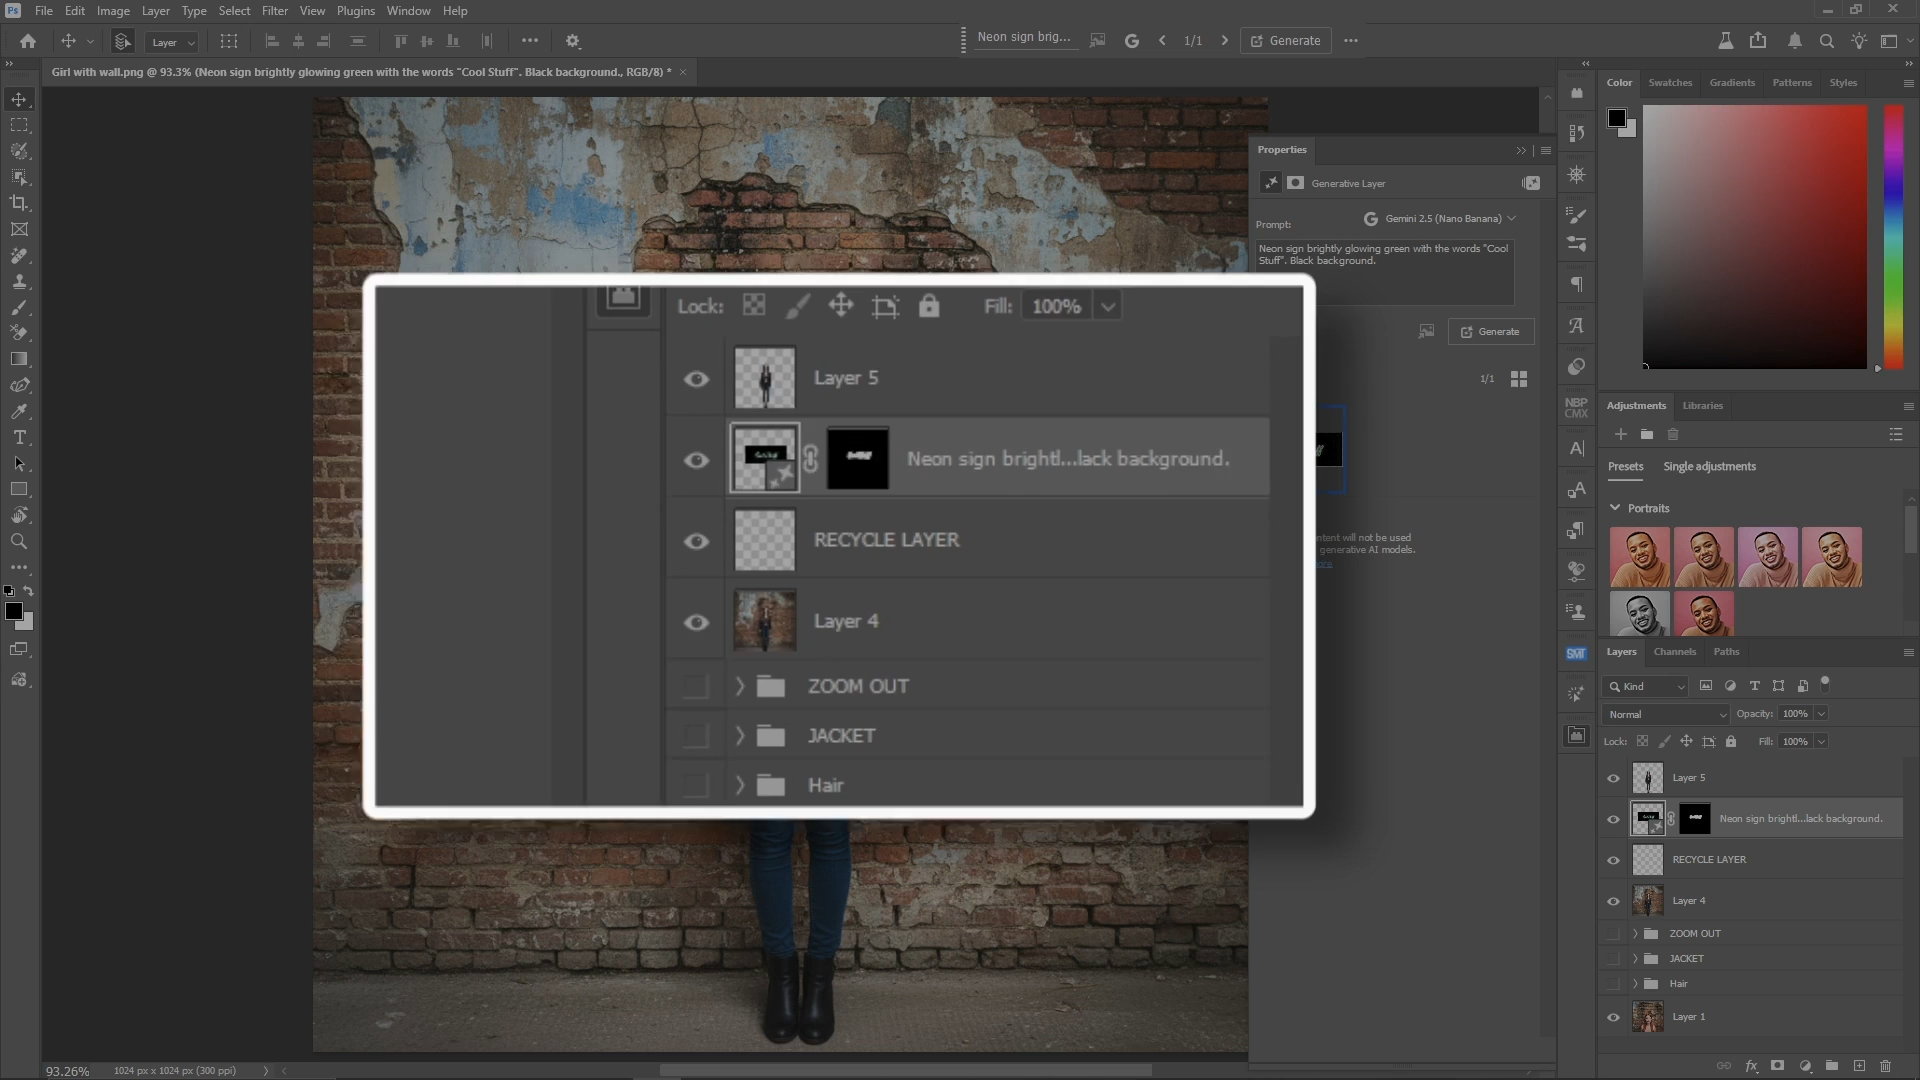 Ps File Edit Image Layer Type Select Filter View Plugins Window Help
Layer
Neon sign brig...
1/1
Generate
Girl with wall.png @ 93.3% (Neon sign brightly glowing green with the words "Cool Stuff". Black background., RGB/8) *
Color Swatches Gradients Patterns Styles
Properties
Generative Layer
Prompt:
Gemini 2.5 (Nano Banana)
Neon sign brightly glowing green with the words "Cool
Stuff". Black background.
Generate
1/1
ntent will not be used
generative AI models.
Lock:
Fill: 100%
Layer 5
Neon sign brightl...lack background.
RECYCLE LAYER
Layer 4
ZOOM OUT
JACKET
Hair
NBP
CMX
SMT
Adjustments Libraries
Presets Single adjustments
Portraits
Layers Channels Paths
Kind
Normal
Opacity: 100%
Lock:
Fill: 100%
Layer 5
Neon sign brightl...lack background.
RECYCLE LAYER
Layer 4
ZOOM OUT
JACKET
Hair
Layer 1
fx
93.26%
1024 px x 1024 px (300 ppi)